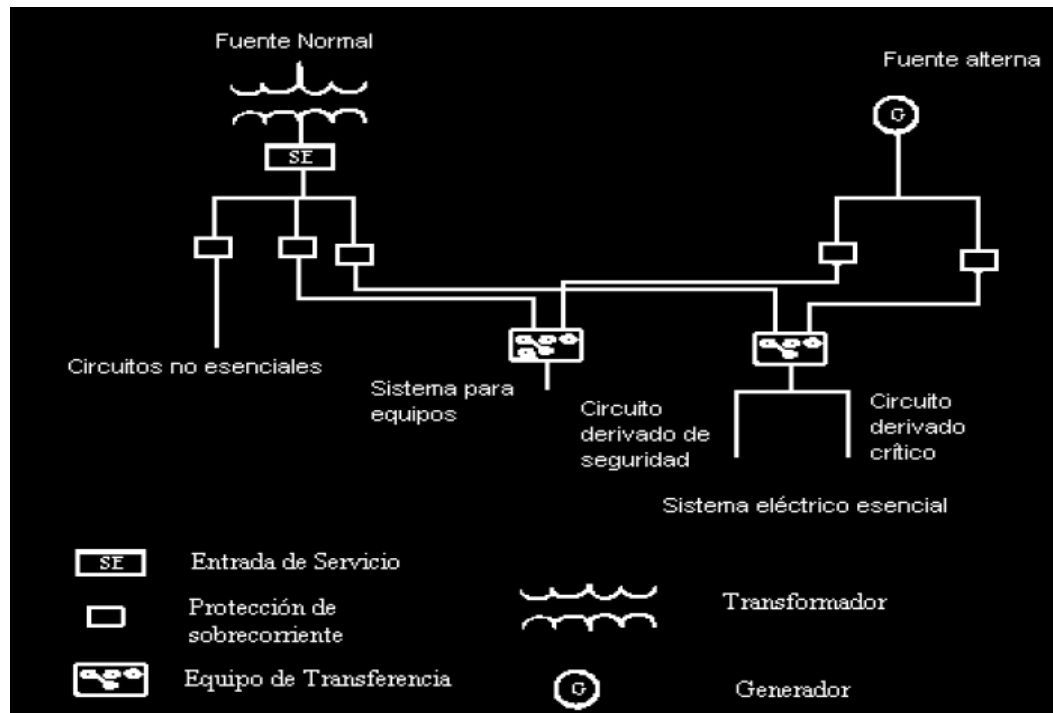 Fuente Normal
Fuente alterna
G
SE
Circuitos no esenciales
Sistema para
equipos
Circuito
derivado de
seguridad
Circuito
derivado
crítico
Sistema eléctrico esencial
SE
Entrada de Servicio
Protección de
sobrecorriente
Equipo de Transferencia
Transformador
G
Generador